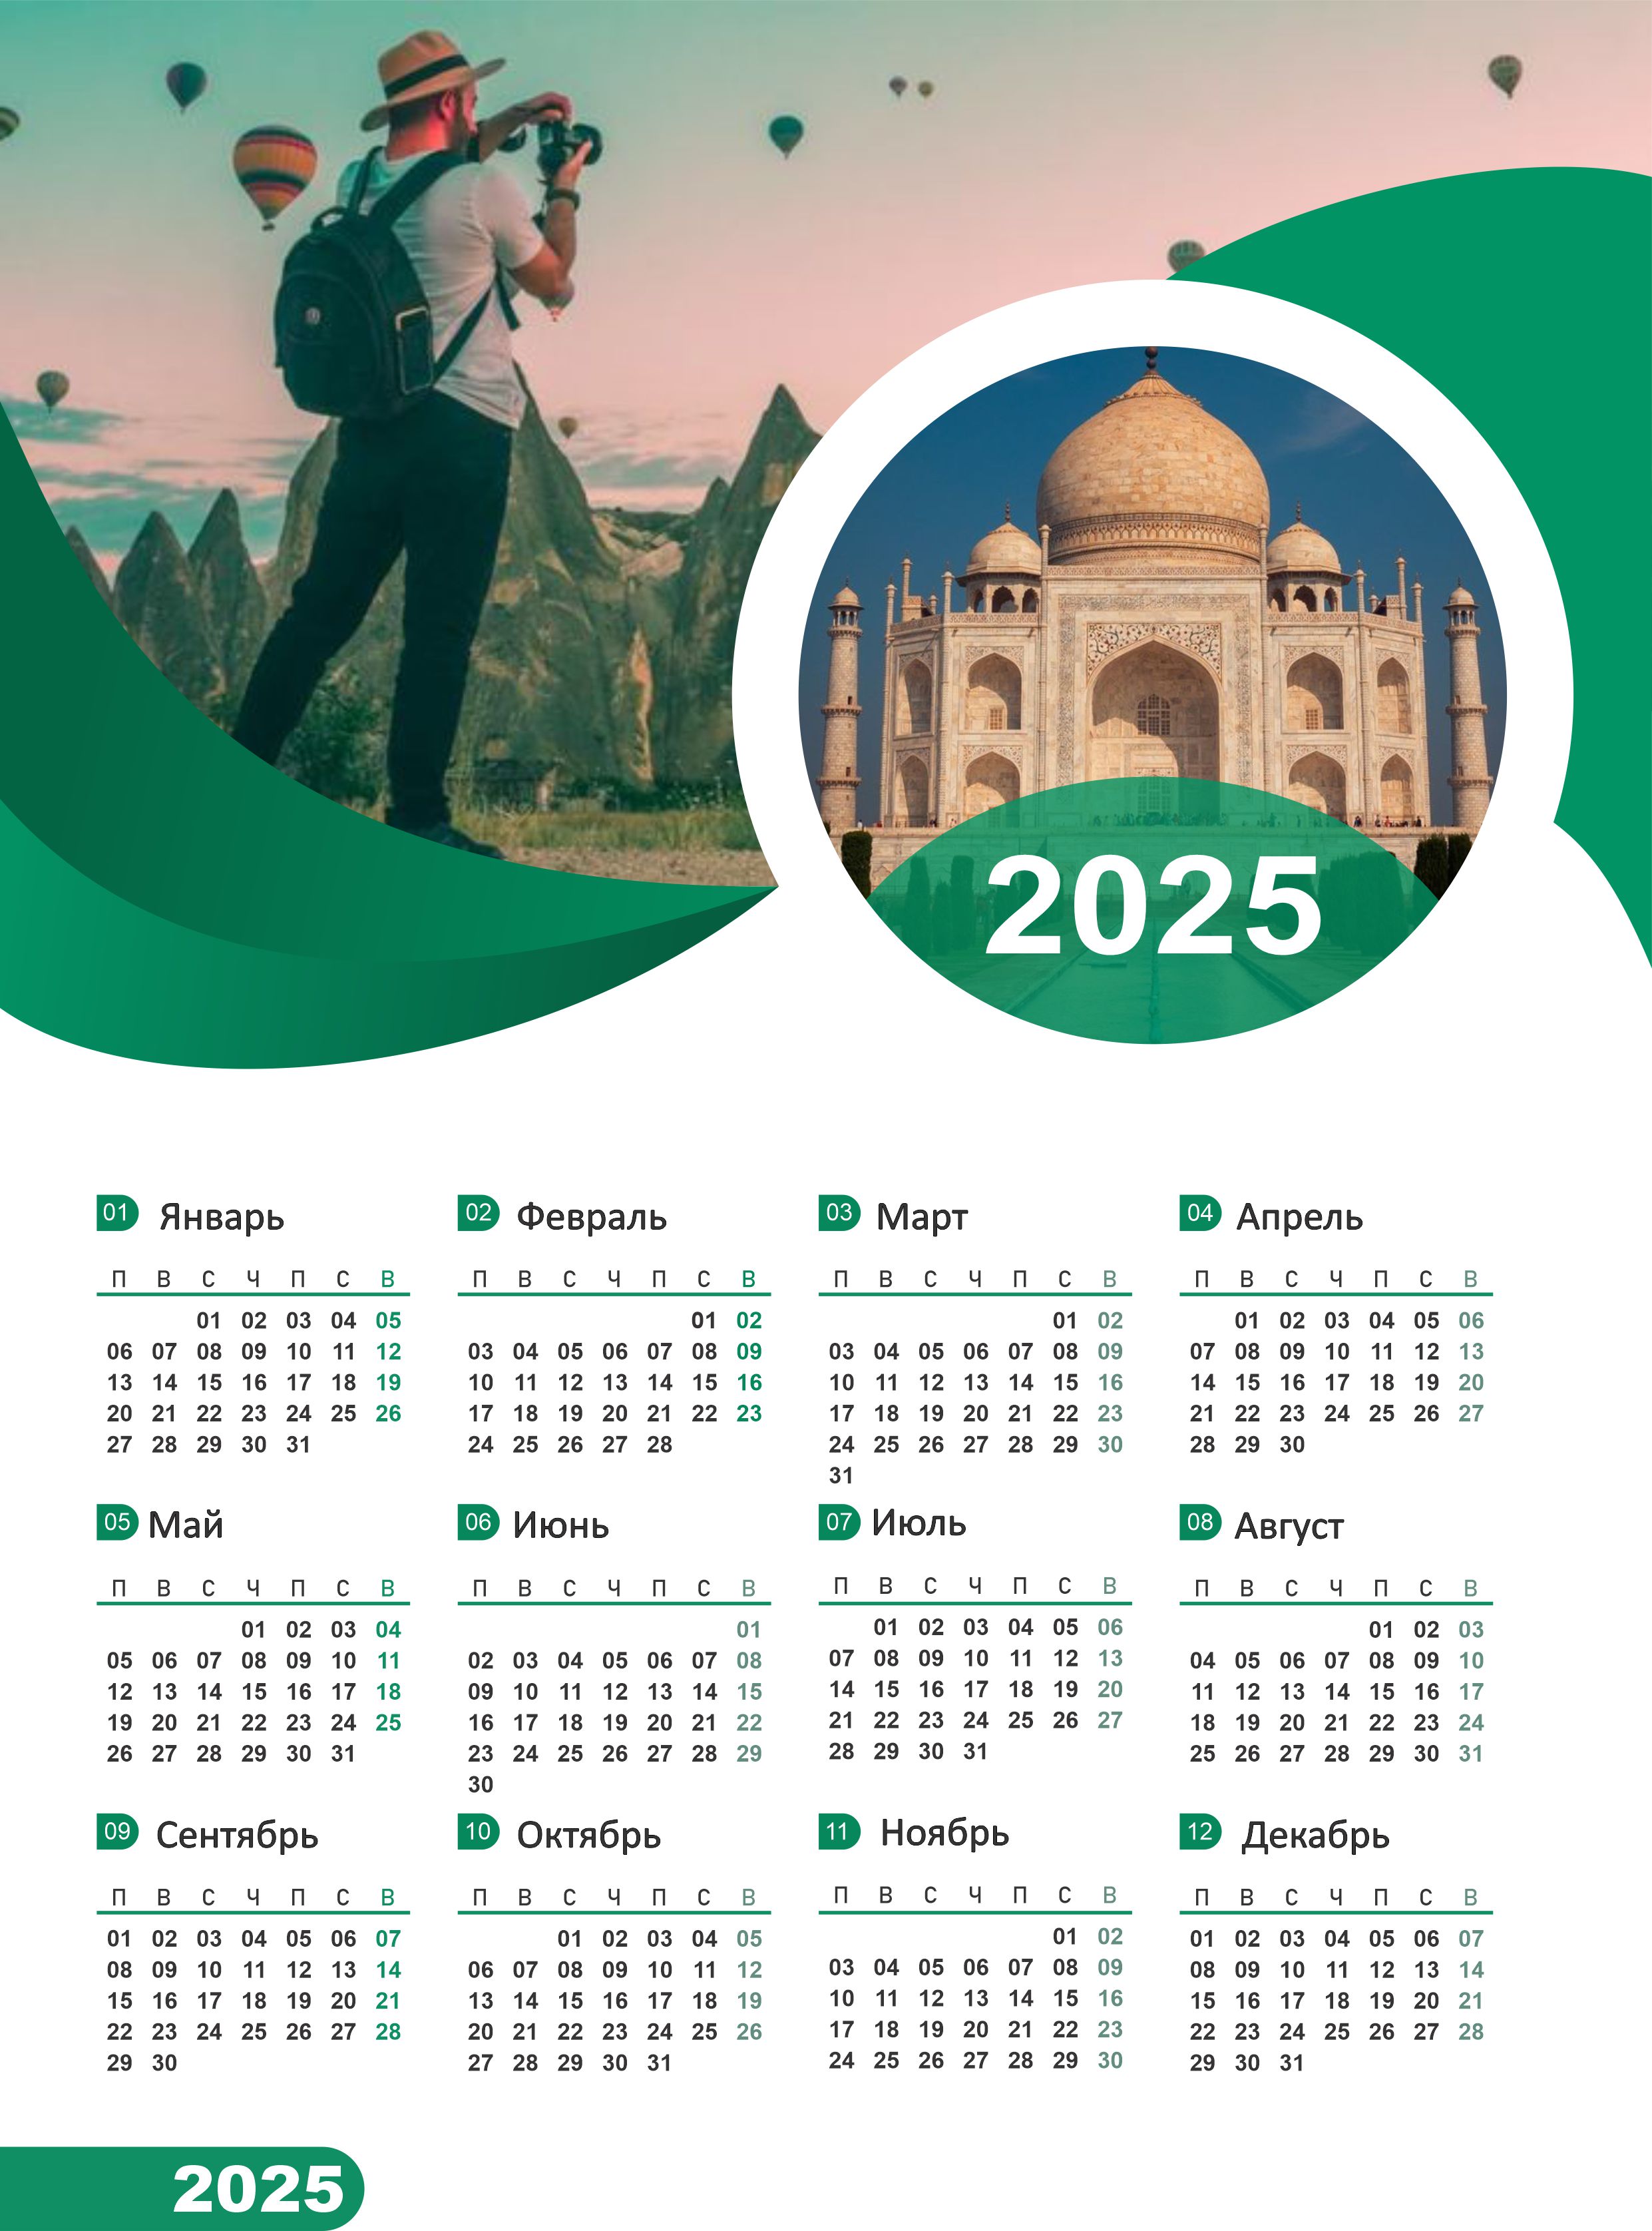 2025
01 Январь
П В С Ч П С В
01 02 03 04 05
06 07 08 09 10 11 12
13 14 15 16 17 18 19
20 21 22 23 24 25 26
27 28 29 30 31
02 Февраль
П В С Ч П С В
01 02
03 04 05 06 07 08 09
10 11 12 13 14 15 16
17 18 19 20 21 22 23
24 25 26 27 28
03 Март
П В С Ч П С В
01 02
03 04 05 06 07 08 09
10 11 12 13 14 15 16
17 18 19 20 21 22 23
24 25 26 27 28 29 30
31
04 Апрель
П В С Ч П С В
01 02 03 04 05 06
07 08 09 10 11 12 13
14 15 16 17 18 19 20
21 22 23 24 25 26 27
28 29 30
05 Май
П В С Ч П С В
01 02 03 04
05 06 07 08 09 10 11
12 13 14 15 16 17 18
19 20 21 22 23 24 25
26 27 28 29 30 31
06 Июнь
П В С Ч П С В
01
02 03 04 05 06 07 08
09 10 11 12 13 14 15
16 17 18 19 20 21 22
23 24 25 26 27 28 29
30
07 Июль
П В С Ч П С В
01 02 03 04 05 06
07 08 09 10 11 12 13
14 15 16 17 18 19 20
21 22 23 24 25 26 27
28 29 30 31
08 Август
П В С Ч П С В
01 02 03
04 05 06 07 08 09 10
11 12 13 14 15 16 17
18 19 20 21 22 23 24
25 26 27 28 29 30 31
09 Сентябрь
П В С Ч П С В
01 02 03 04 05 06 07
08 09 10 11 12 13 14
15 16 17 18 19 20 21
22 23 24 25 26 27 28
29 30
10 Октябрь
П В С Ч П С В
01 02 03 04 05
06 07 08 09 10 11 12
13 14 15 16 17 18 19
20 21 22 23 24 25 26
27 28 29 30 31
11 Ноябрь
П В С Ч П С В
01 02
03 04 05 06 07 08 09
10 11 12 13 14 15 16
17 18 19 20 21 22 23
24 25 26 27 28 29 30
12 Декабрь
П В С Ч П С В
01 02 03 04 05 06 07
08 09 10 11 12 13 14
15 16 17 18 19 20 21
22 23 24 25 26 27 28
29 30 31
2025